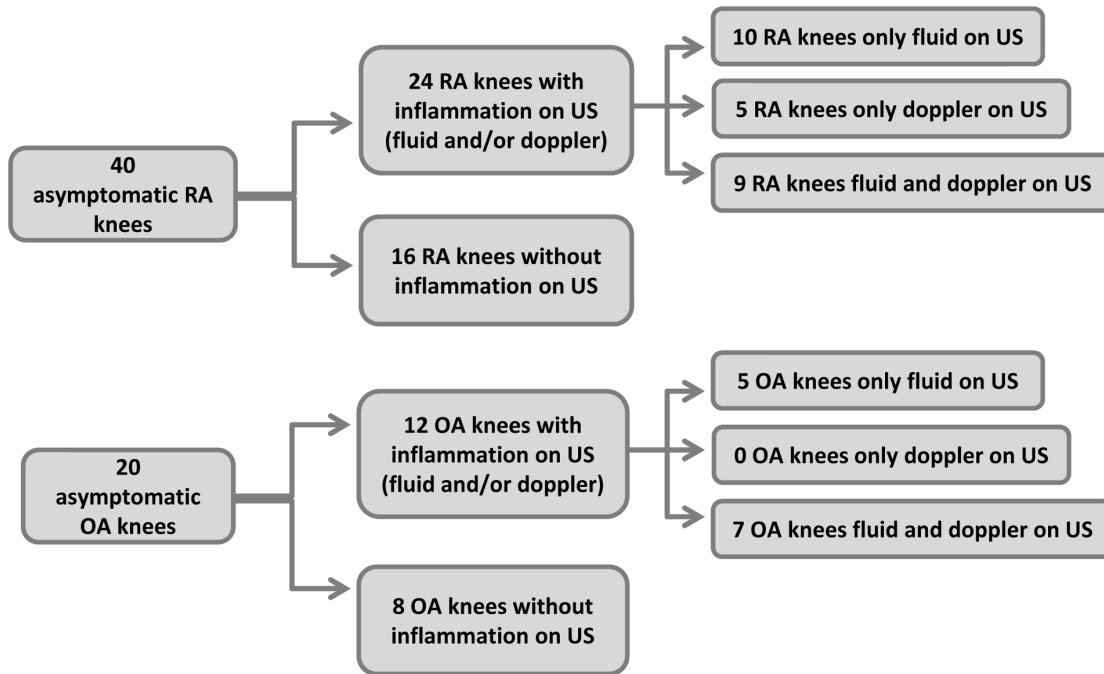 40
asymptomatic RA
knees
24 RA knees with
inflammation on US
(fluid and/or doppler)
16 RA knees without
inflammation on US
10 RA knees only fluid on US
5 RA knees only doppler on US
9 RA knees fluid and doppler on US
20
asymptomatic
OA knees
12 OA knees with
inflammation on US
(fluid and/or doppler)
8 OA knees without
inflammation on US
5 OA knees only fluid on US
0 OA knees only doppler on US
7 OA knees fluid and doppler on US